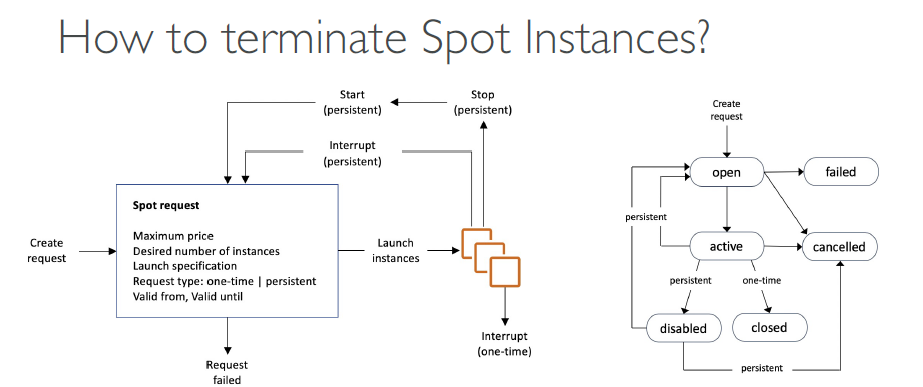 How to terminate Spot Instances?
Start
(persistent)
Stop
(persistent)
Interrupt
(persistent)
Spot request
Maximum price
Desired number of instances
Launch specification
Request type: one-time | persistent
Valid from, Valid until
Create
request
Launch
instances
Interrupt
(one-time)
Request
failed
Create
request
open
failed
persistent
active
cancelled
persistent
one-time
disabled
closed
persistent